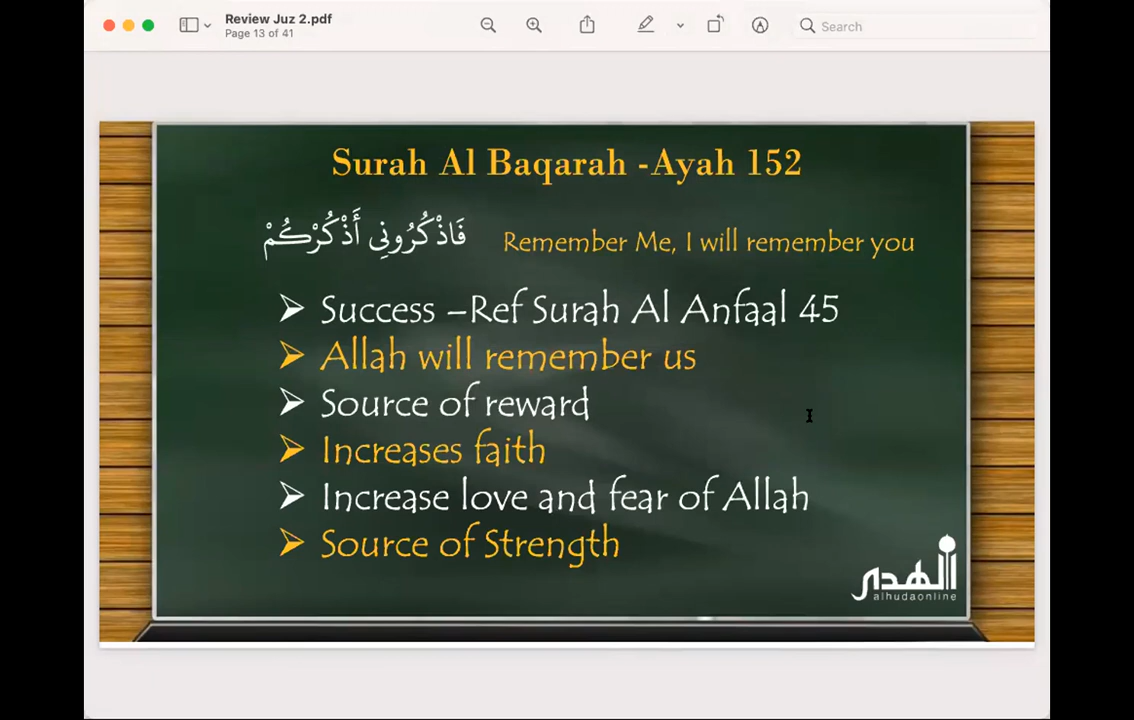 Review Juz 2.pdf
Page 13 of 41
Search
Surah Al Baqarah -Ayah 152
فَاذْكُرُونِي أَذْكُرْكُمْ Remember Me, I will remember you
➢ Success –Ref Surah Al Anfaal 45
➢ Allah will remember us
➢ Source of reward
➢ Increases faith
➢ Increase love and fear of Allah
➢ Source of Strength
الهدى
alhudaonline